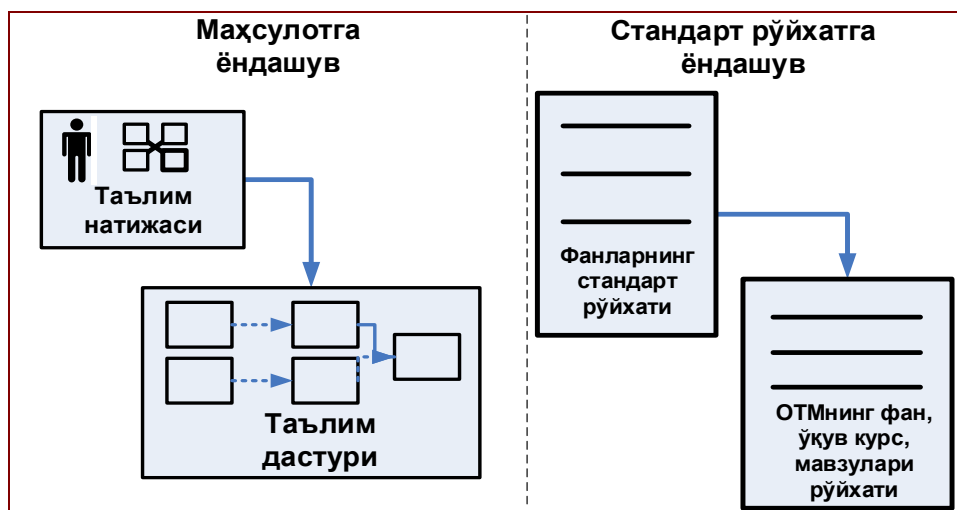 Маҳсулотга
ёндашув
Таълим
натижаси
Таълим
дастури
Стандарт рўйхатга
ёндашув
Фанларнинг
стандарт
рўйхати
ОТМнинг фан,
ўқув курс,
мавзулари
рўйхати